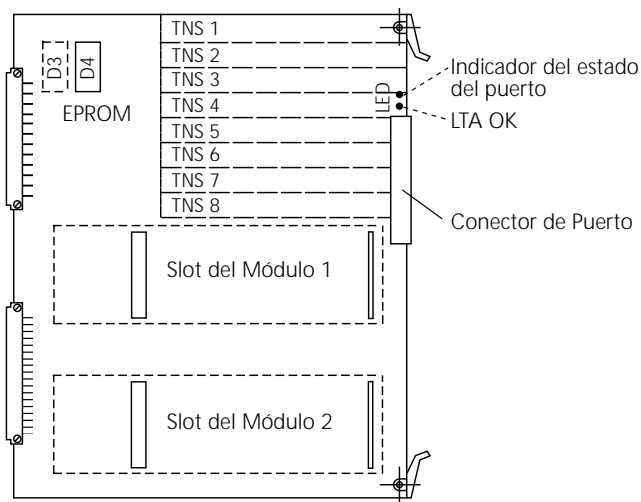 TNS 1
TNS 2
TNS 3
TNS 4
TNS 5
TNS 6
TNS 7
TNS 8
D3
D4
EPROM
LED
Indicador del estado
del puerto
LTA OK
Conector de Puerto
Slot del Módulo 1
Slot del Módulo 2